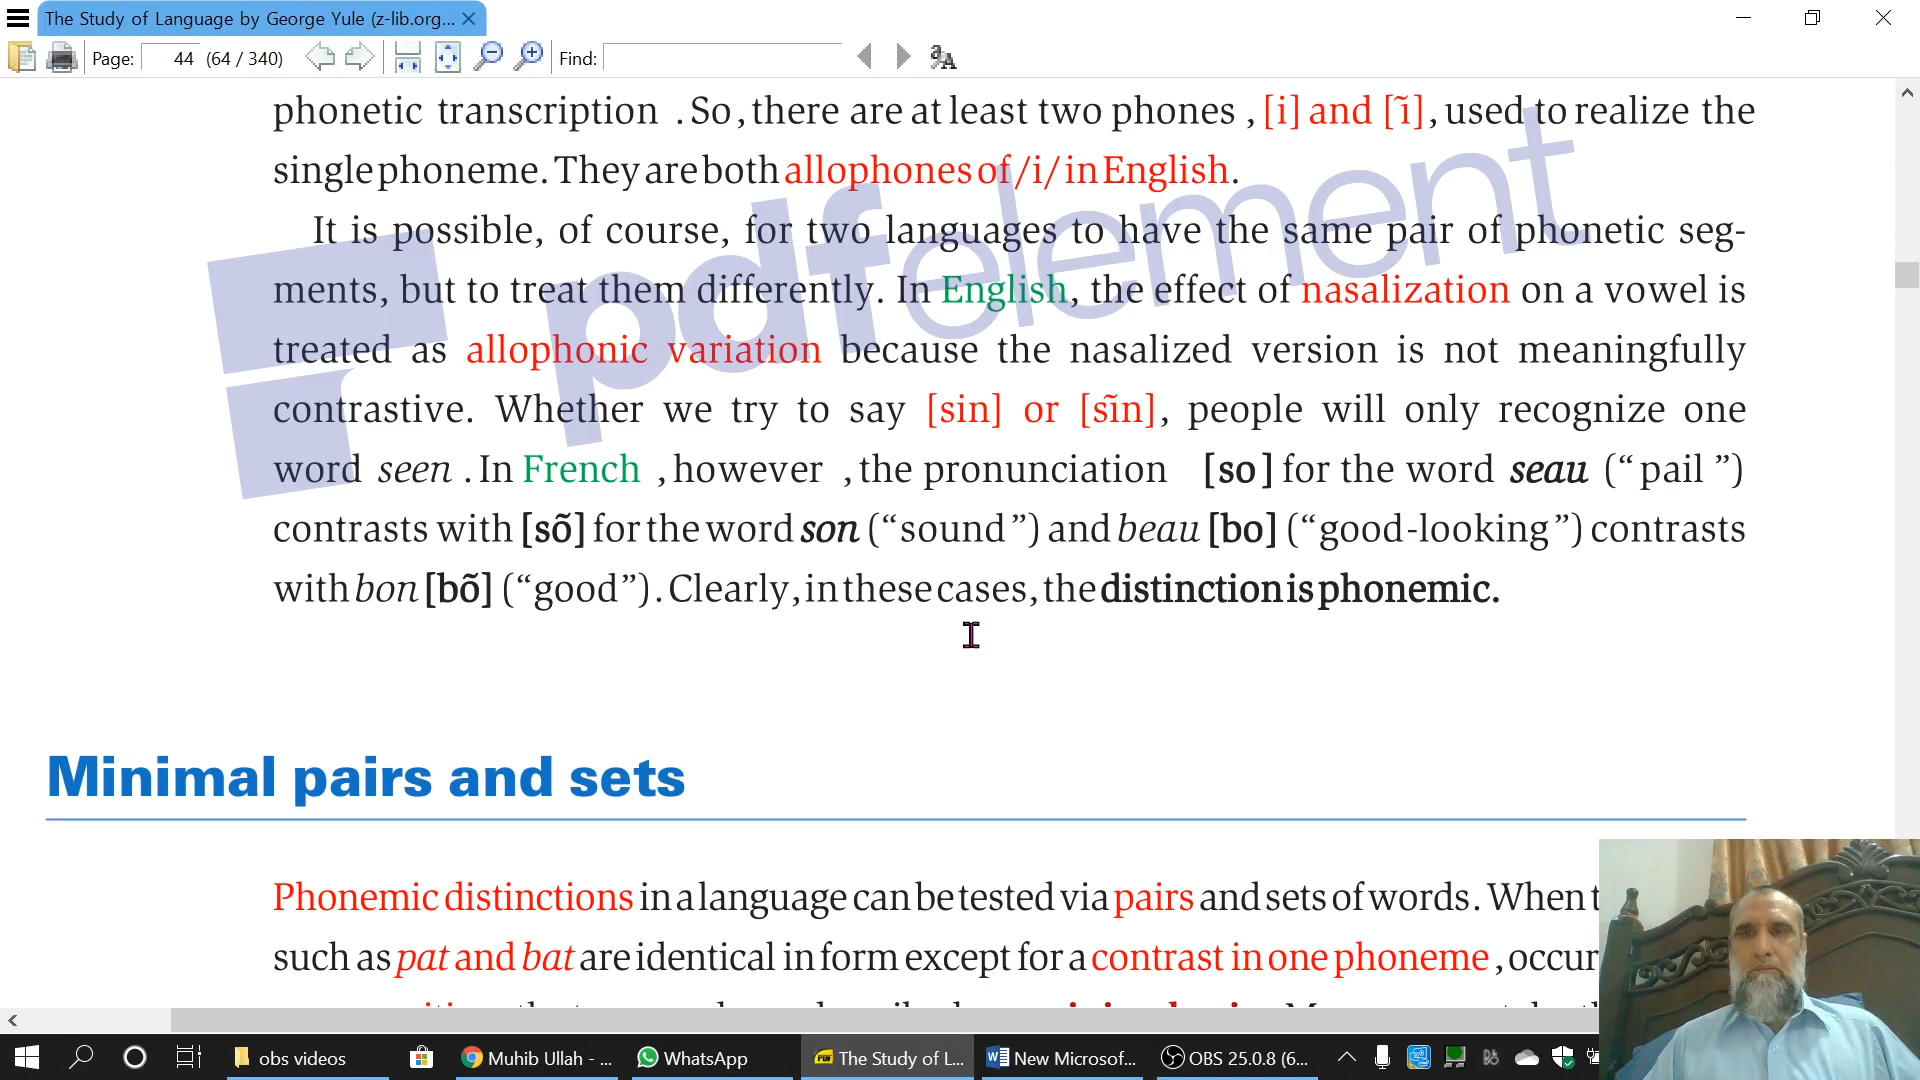 The Study of Language by George Yule (z-lib.org...
Page: 44 (64 / 340) Find:
phonetic transcription . So , there are at least two phones , [i] and [ĩ], used to realize the
single phoneme. They are both allophones of /i/ in English.
It is possible, of course, for two languages to have the same pair of phonetic seg-
ments, but to treat them differently. In English, the effect of nasalization on a vowel is
treated as allophonic variation because the nasalized version is not meaningfully
contrastive. Whether we try to say [sin] or [sĩn], people will only recognize one
word seen . In French , however , the pronunciation [so] for the word seau (“pail ”)
contrasts with [sõ] for the word son (“sound ”) and beau [bo] (“good-looking ”) contrasts
with bon [bõ] (“good”). Clearly, in these cases, the distinction is phonemic.
pdfelement
Minimal pairs and sets
Phonemic distinctions in a language can be tested via pairs and sets of words. When
such as pat and bat are identical in form except for a contrast in one phoneme , occur
obs videos
Muhib Ullah - ...
WhatsApp
The Study of L...
New Microsof...
OBS 25.0.8 (6...